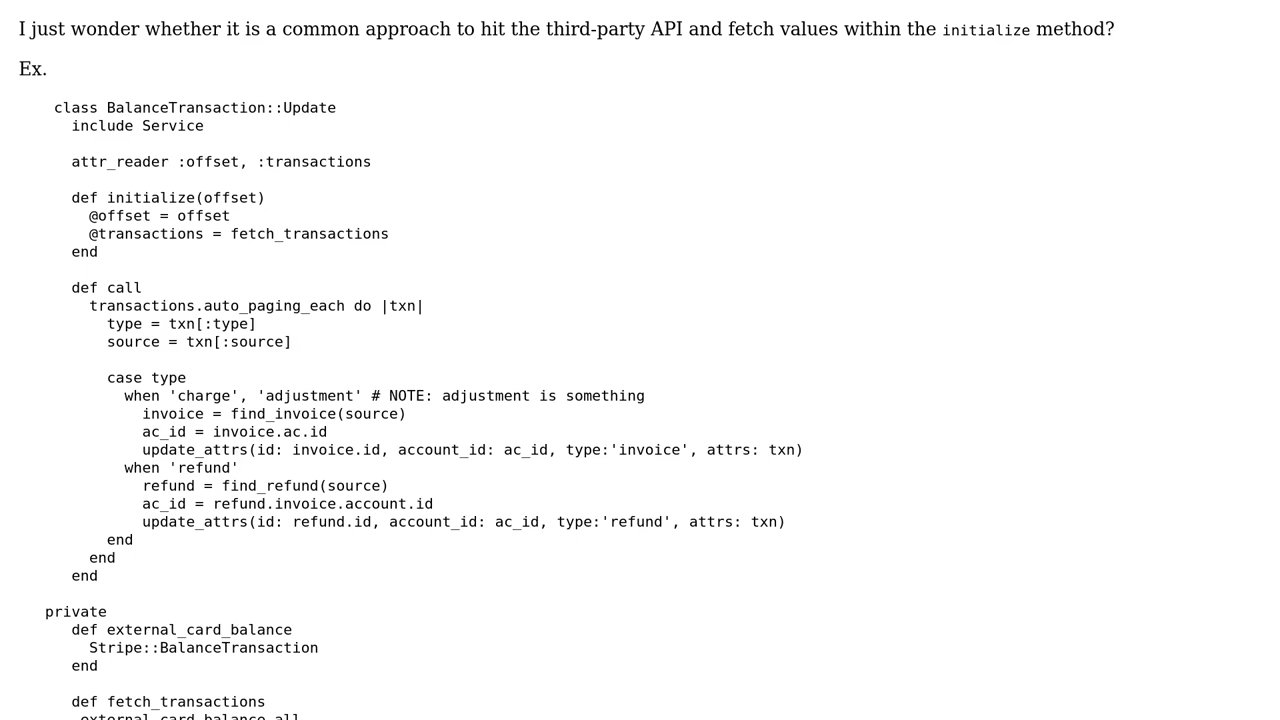 I just wonder whether it is a common approach to hit the third-party API and fetch values within the initialize method?
Ex.
class BalanceTransaction::Update
include Service
attr_reader :offset, :transactions
def initialize(offset)
@offset = offset
@transactions = fetch_transactions
end
def call
transactions.auto_paging_each do |txn|
type = txn[:type]
source = txn[:source]
case type
when 'charge', 'adjustment' # NOTE: adjustment is something
invoice = find_invoice(source)
ac_id = invoice.ac.id
update_attrs(id: invoice.id, account_id: ac_id, type:'invoice', attrs: txn)
when 'refund'
refund = find_refund(source)
ac_id = refund.invoice.account.id
update_attrs(id: refund.id, account_id: ac_id, type:'refund', attrs: txn)
end
end
end
private
def external_card_balance
Stripe::BalanceTransaction
end
def fetch_transactions
external_card_balance.all